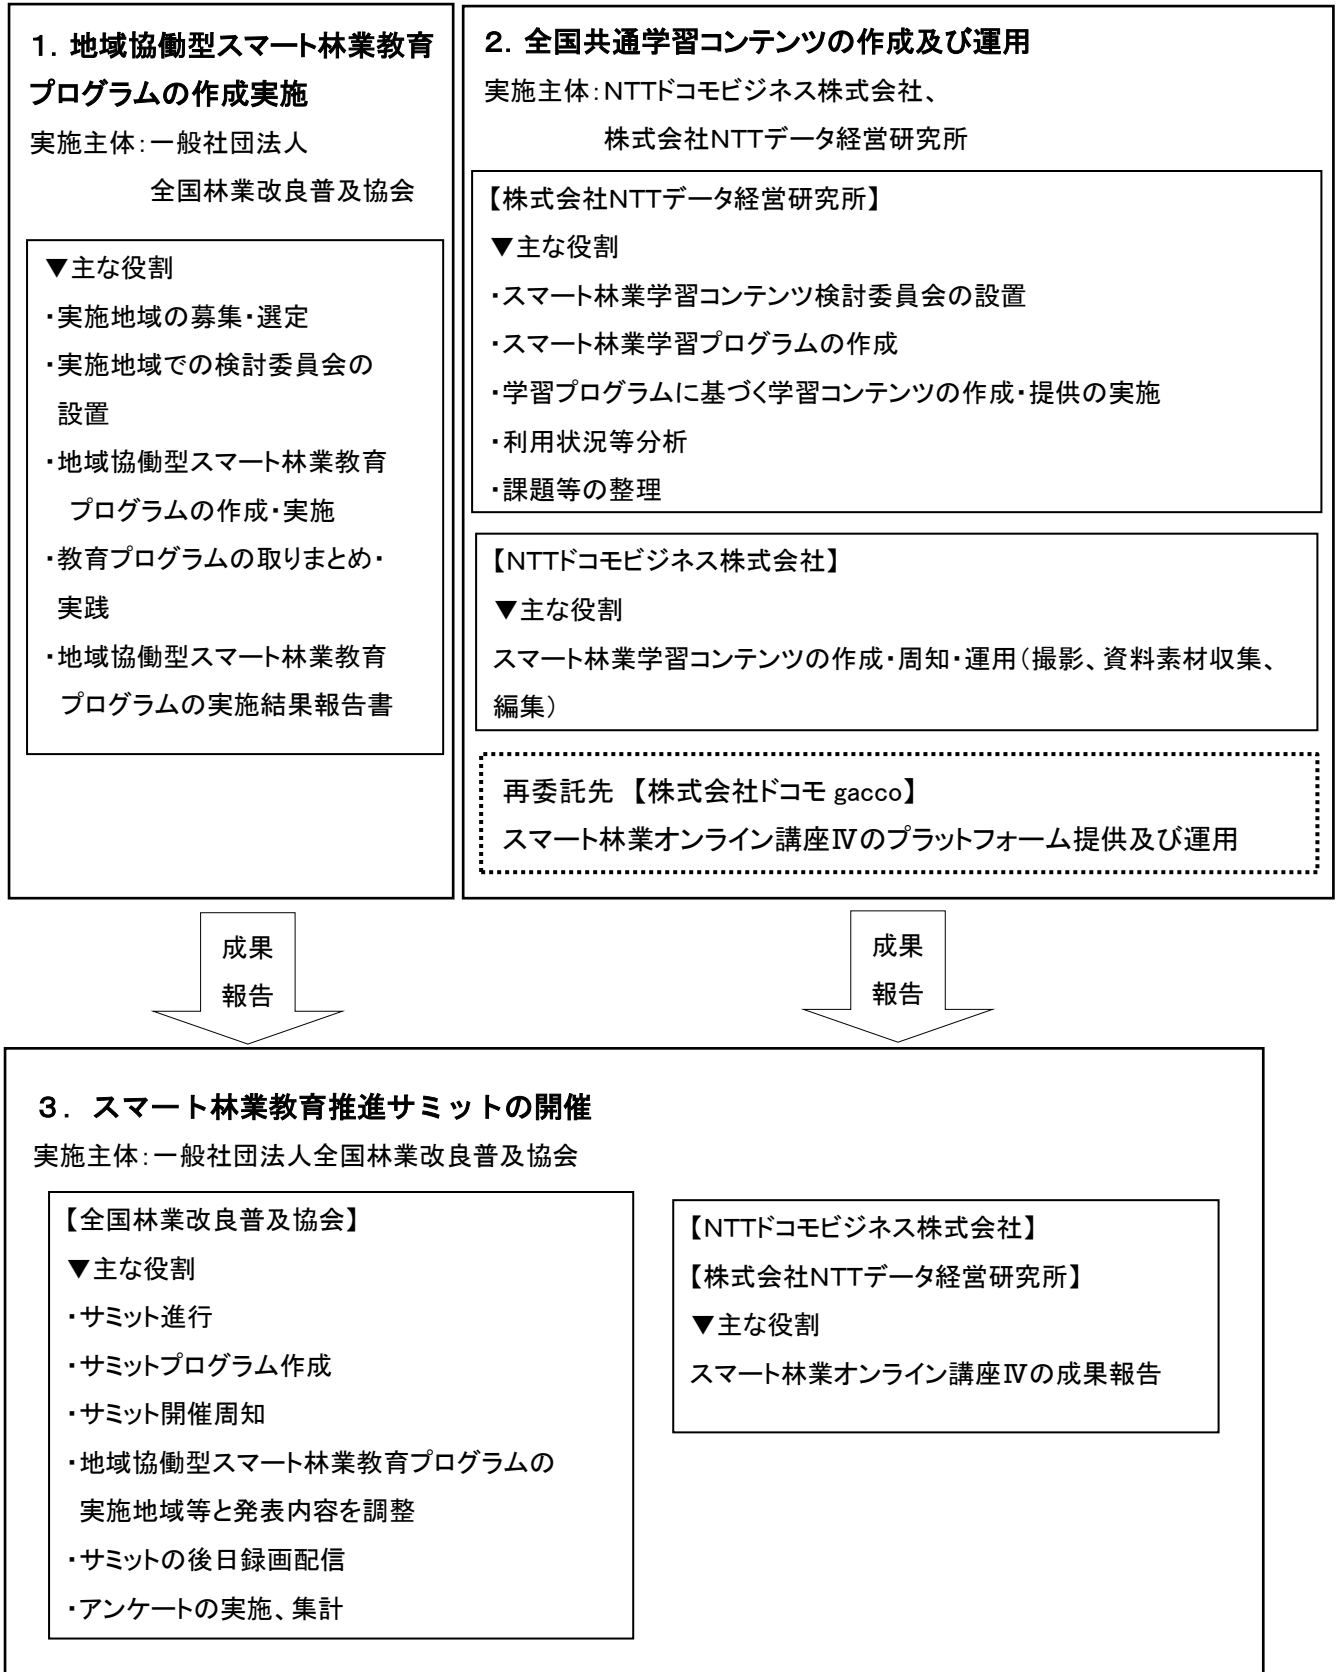 １．地域協働型スマート林業教育
プログラムの作成実施
実施主体：一般社団法人
全国林業改良普及協会
▼主な役割
・実施地域の募集・選定
・実施地域での検討委員会の
設置
・地域協働型スマート林業教育
プログラムの作成・実施
・教育プログラムの取りまとめ・
実践
・地域協働型スマート林業教育
プログラムの実施結果報告書
２．全国共通学習コンテンツの作成及び運用
実施主体：NTTドコモビジネス株式会社、
株式会社NTTデータ経営研究所
【株式会社NTTデータ経営研究所】
▼主な役割
・スマート林業学習コンテンツ検討委員会の設置
・スマート林業学習プログラムの作成
・学習プログラムに基づく学習コンテンツの作成・提供の実施
・利用状況等分析
・課題等の整理
【NTTドコモビジネス株式会社】
▼主な役割
スマート林業学習コンテンツの作成・周知・運用（撮影、資料素材収集、
編集）
再委託先 【株式会社ドコモ gacco】
スマート林業オンライン講座Ⅳのプラットフォーム提供及び運用
成果
報告
成果
報告
３． スマート林業教育推進サミットの開催
実施主体：一般社団法人全国林業改良普及協会
【全国林業改良普及協会】
▼主な役割
・サミット進行
・サミットプログラム作成
・サミット開催周知
・地域協働型スマート林業教育プログラムの
実施地域等と発表内容を調整
・サミットの後日録画配信
・アンケートの実施、集計
【NTTドコモビジネス株式会社】
【株式会社NTTデータ経営研究所】
▼主な役割
スマート林業オンライン講座Ⅳの成果報告